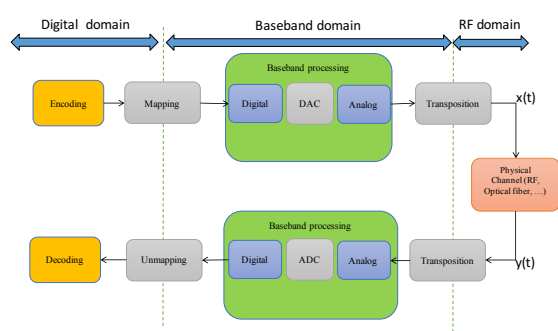 Digital domain
Baseband domain
RF domain
Baseband processing
Encoding
Mapping
Digital
DAC
Analog
Transposition
x(t)
Physical
Channel (RF,
Optical fiber, ...)
Baseband processing
Decoding
Unmapping
Digital
ADC
Analog
Transposition
y(t)